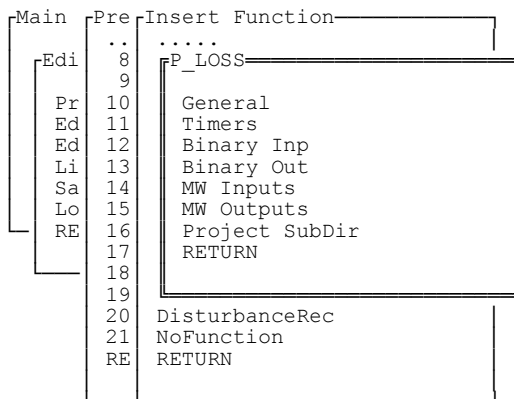 Main Pre Insert Function
.. .....
Edi 8 P_LOSS
9
Pr 10 General
Ed 11 Timers
Ed 12 Binary Inp
Li 13 Binary Out
Sa 14 MW Inputs
Lo 15 MW Outputs
RE 16 Project SubDir
17 RETURN
18
19
20 DisturbanceRec
21 NoFunction
RE RETURN